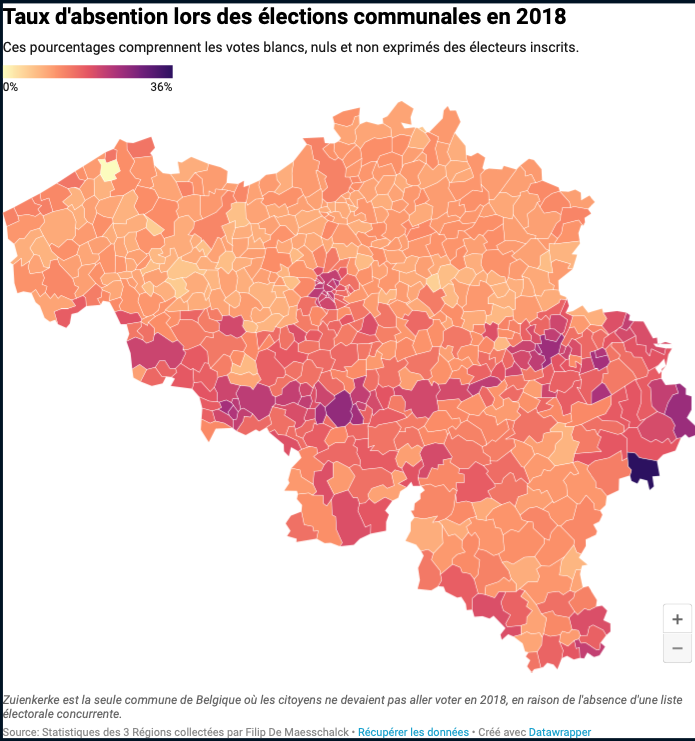 Taux d'absention lors des élections communales en 2018
Ces pourcentages comprennent les votes blancs, nuls et non exprimés des électeurs inscrits.
0% 36%
+
−
Zuienkerke est la seule commune de Belgique où les citoyens ne devaient pas aller voter en 2018, en raison de l'absence d'une liste
électorale concurrente.
Source: Statistiques des 3 Régions collectées par Filip De Maesschalck • Récupérer les données • Créé avec Datawrapper